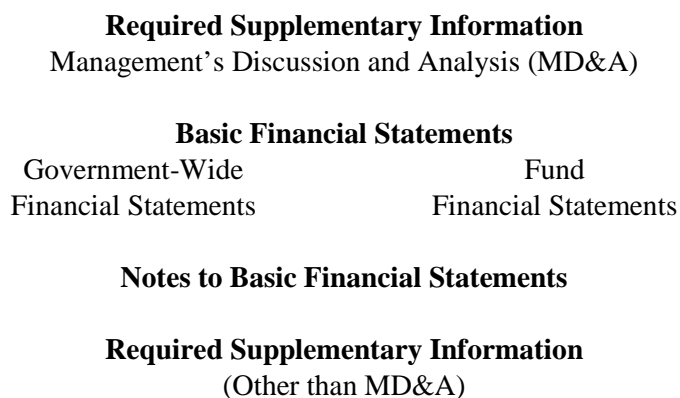 Required Supplementary Information
Management’s Discussion and Analysis (MD&A)
Basic Financial Statements
Government-Wide Fund
Financial Statements Financial Statements
Notes to Basic Financial Statements
Required Supplementary Information
(Other than MD&A)